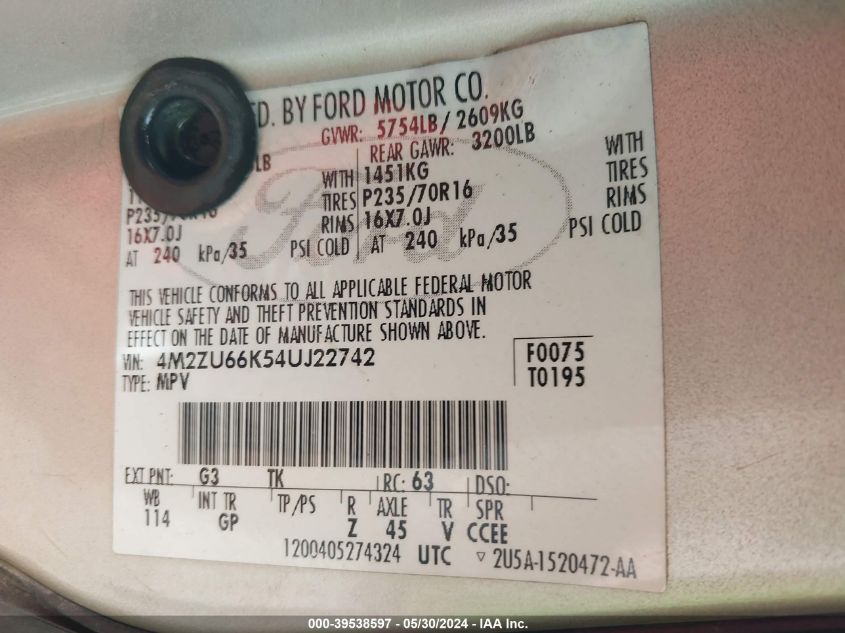 D. BY FORD MOTOR CO.
GVWR: 5754LB/ 2609KG
LB REAR GAWR: 3200LB
WITH 1451KG WITH
P235/70R16 TIRES P235/70R16 TIRES
16X7.0J RIMS 16X7.0J RIMS
AT 240 kPa/35 PSI COLD AT 240 kPa/35 PSI COLD
Ford
THIS VEHICLE CONFORMS TO ALL APPLICABLE FEDERAL MOTOR
VEHICLE SAFETY AND THEFT PREVENTION STANDARDS IN
EFFECT ON THE DATE OF MANUFACTURE SHOWN ABOVE.
VIN: 4M2ZU66K54UJ22742 F0075
TYPE: MPV T0195
EXT PNT: G3 TK RC: 63 DSO:
WB INT TR TP/PS R AXLE TR SPR
114 GP Z 45 V CCEE
1200405274324 UTC ▽ 2U5A-1520472-AA
000-39538597 - 05/30/2024 - IAA Inc.